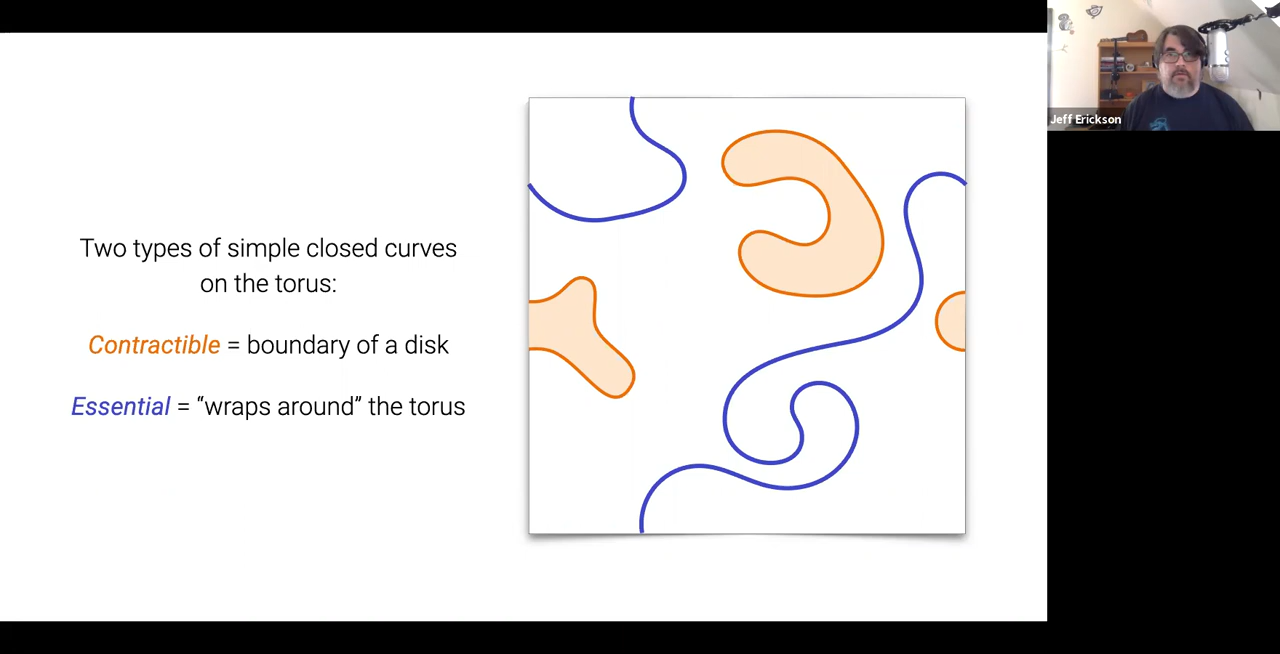 Two types of simple closed curves
on the torus:
Contractible = boundary of a disk
Essential = “wraps around” the torus
Jeff Erickson